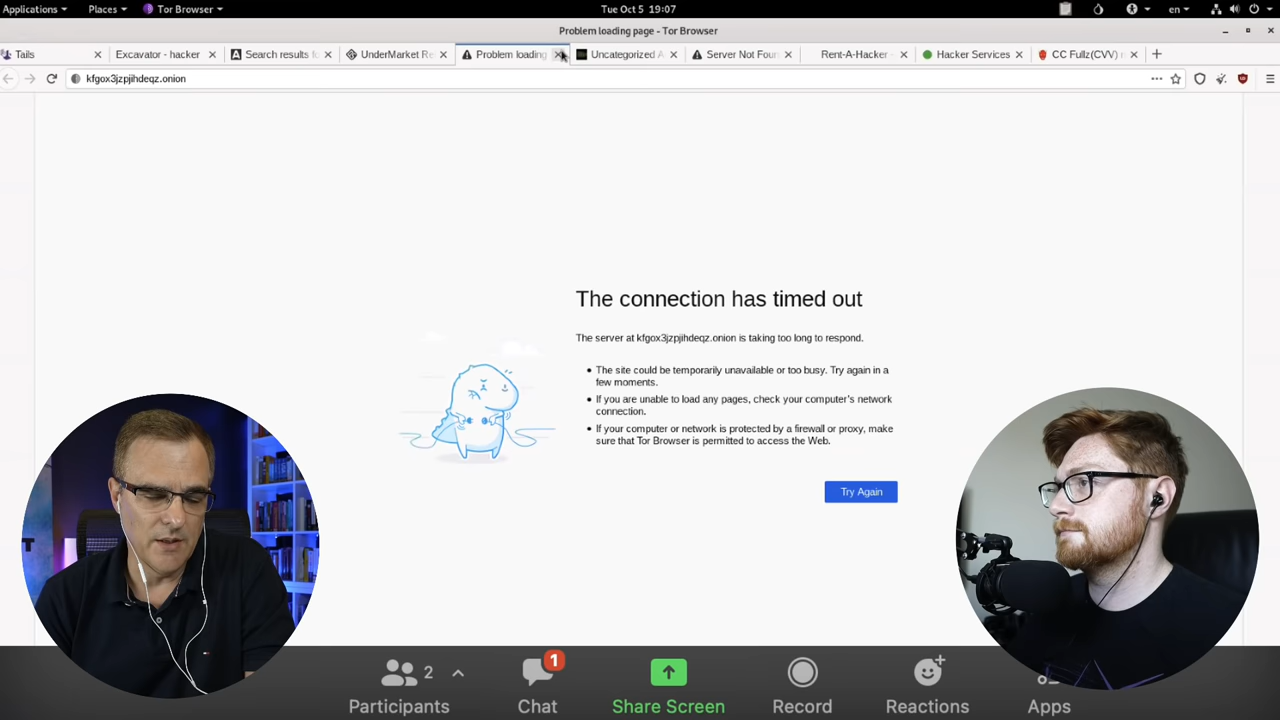 Applications Places Tor Browser Tue Oct 5 19:07 en
Problem loading page - Tor Browser
Tails Excavator - hacker Search results fo UnderMarket Re Problem loading Uncategorized A Server Not Foun Rent-A-Hacker - Hacker Services CC Fullz(CVV)
kfgox3jzpjihdeqz.onion
The connection has timed out
The server at kfgox3jzpjihdeqz.onion is taking too long to respond.
The site could be temporarily unavailable or too busy. Try again in a
few moments.
If you are unable to load any pages, check your computer's network
connection.
If your computer or network is protected by a firewall or proxy, make
sure that Tor Browser is permitted to access the Web.
Try Again
2 1
Participants Chat Share Screen Record Reactions Apps